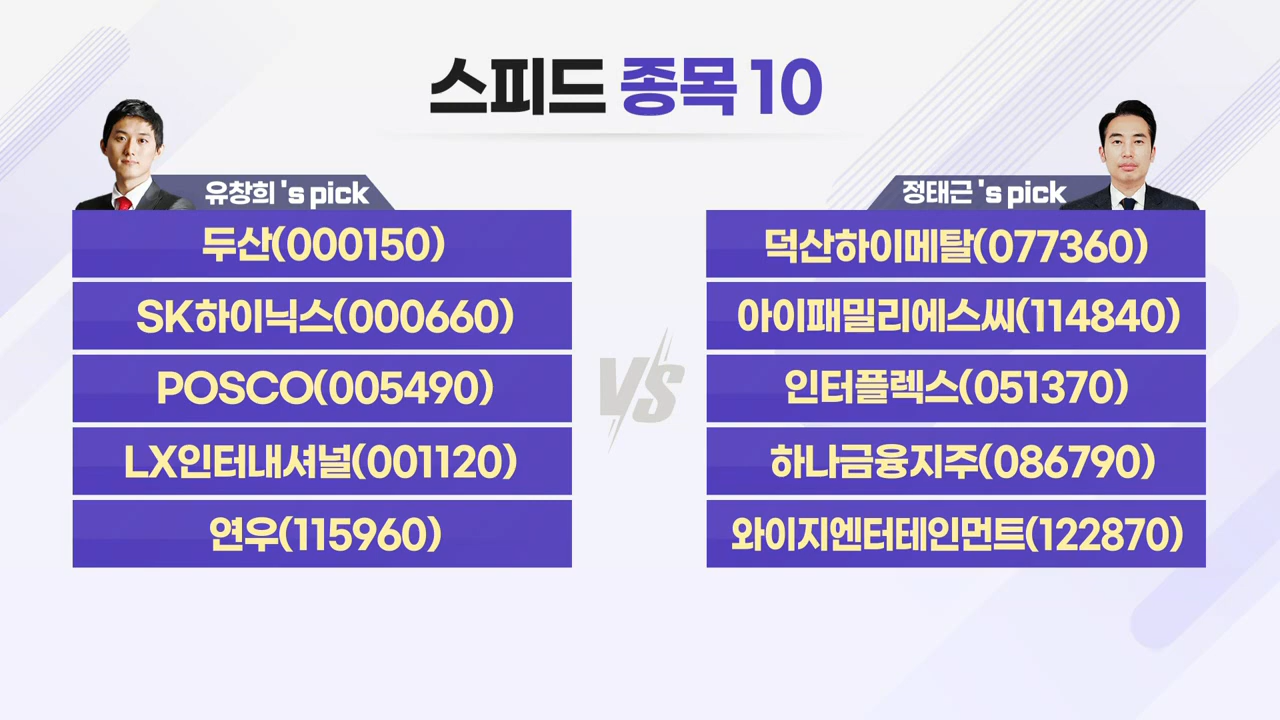 스피드 종목 10
유창희 's pick
두산(000150)
SK하이닉스(000660)
POSCO(005490)
LX인터내셔널(001120)
연우(115960)
VS
정태근 's pick
덕산하이메탈(077360)
아이패밀리에스씨(114840)
인터플렉스(051370)
하나금융지주(086790)
와이지엔터테인먼트(122870)